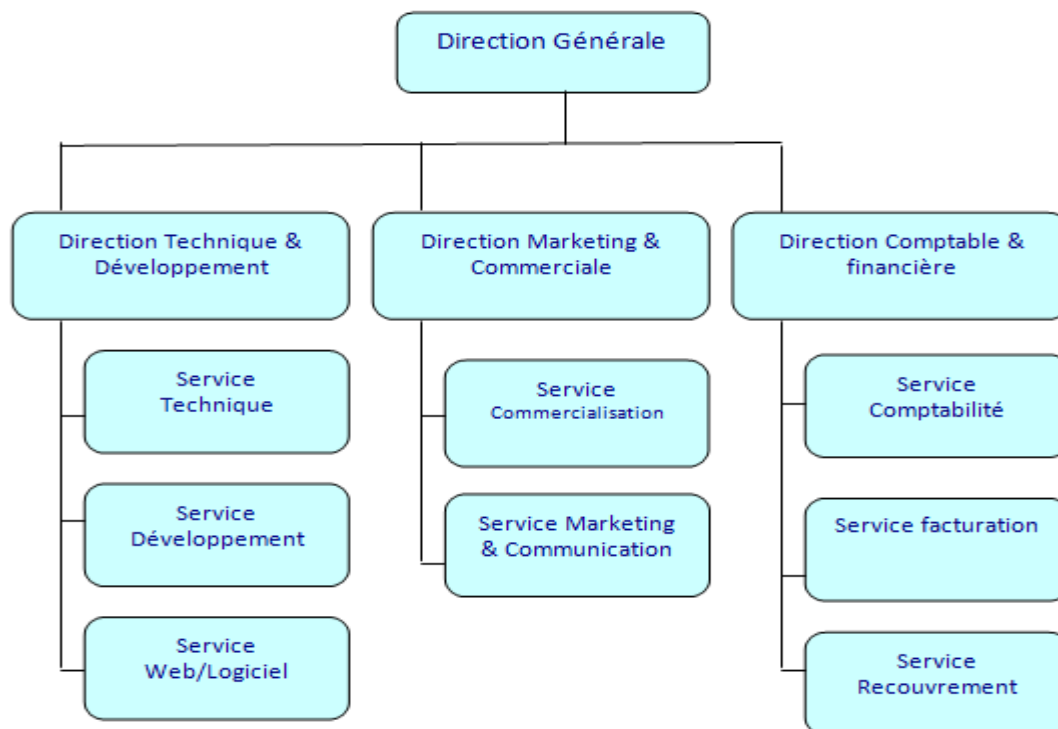 Direction Générale
Direction Technique &
Développement
Service
Technique
Service
Développement
Service
Web/Logiciel
Direction Marketing &
Commerciale
Service
Commercialisation
Service Marketing
& Communication
Direction Comptable &
financière
Service
Comptabilité
Service facturation
Service
Recouvrement